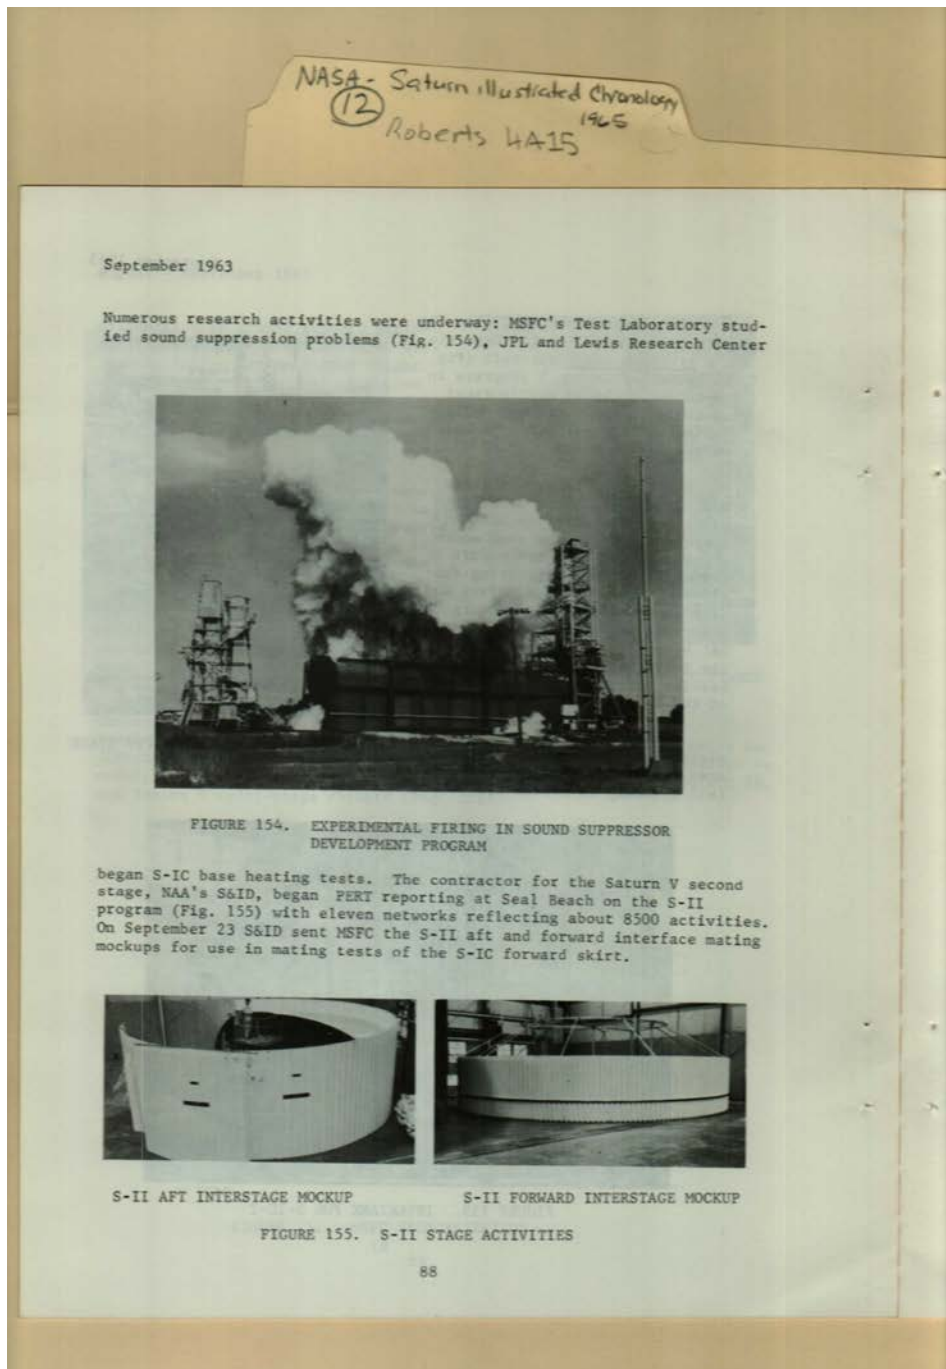 NASA - Saturn illustrated Chronology
12
1965
Roberts 4A15
September 1963
Numerous research activities were underway: MSFC's Test Laboratory stud-
ied sound suppression problems (Fig. 154), JPL and Lewis Research Center
FIGURE 154. EXPERIMENTAL FIRING IN SOUND SUPPRESSOR
DEVELOPMENT PROGRAM
began S-IC base heating tests. The contractor for the Saturn V second
stage, NAA's S&ID, began PERT reporting at Seal Beach on the S-II
program (Fig. 155) with eleven networks reflecting about 8500 activities.
On September 23 S&ID sent MSFC the S-II aft and forward interface mating
mockups for use in mating tests of the S-IC forward skirt.
S-II AFT INTERSTAGE MOCKUP S-II FORWARD INTERSTAGE MOCKUP
FIGURE 155. S-II STAGE ACTIVITIES
88